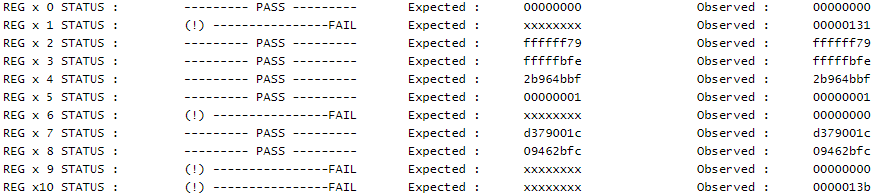 REG x 0 STATUS : --------- PASS --------- Expected : 00000000 Observed : 00000000
REG x 1 STATUS : (!) ----------------FAIL Expected : xxxxxxxx Observed : 00000131
REG x 2 STATUS : --------- PASS --------- Expected : ffffff79 Observed : ffffff79
REG x 3 STATUS : --------- PASS --------- Expected : fffffbfe Observed : fffffbfe
REG x 4 STATUS : --------- PASS --------- Expected : 2b964bbf Observed : 2b964bbf
REG x 5 STATUS : --------- PASS --------- Expected : 00000001 Observed : 00000001
REG x 6 STATUS : (!) ----------------FAIL Expected : xxxxxxxx Observed : 00000000
REG x 7 STATUS : --------- PASS --------- Expected : d379001c Observed : d379001c
REG x 8 STATUS : --------- PASS --------- Expected : 09462bfc Observed : 09462bfc
REG x 9 STATUS : (!) ----------------FAIL Expected : xxxxxxxx Observed : 00000000
REG x10 STATUS : (!) ----------------FAIL Expected : xxxxxxxx Observed : 0000013b